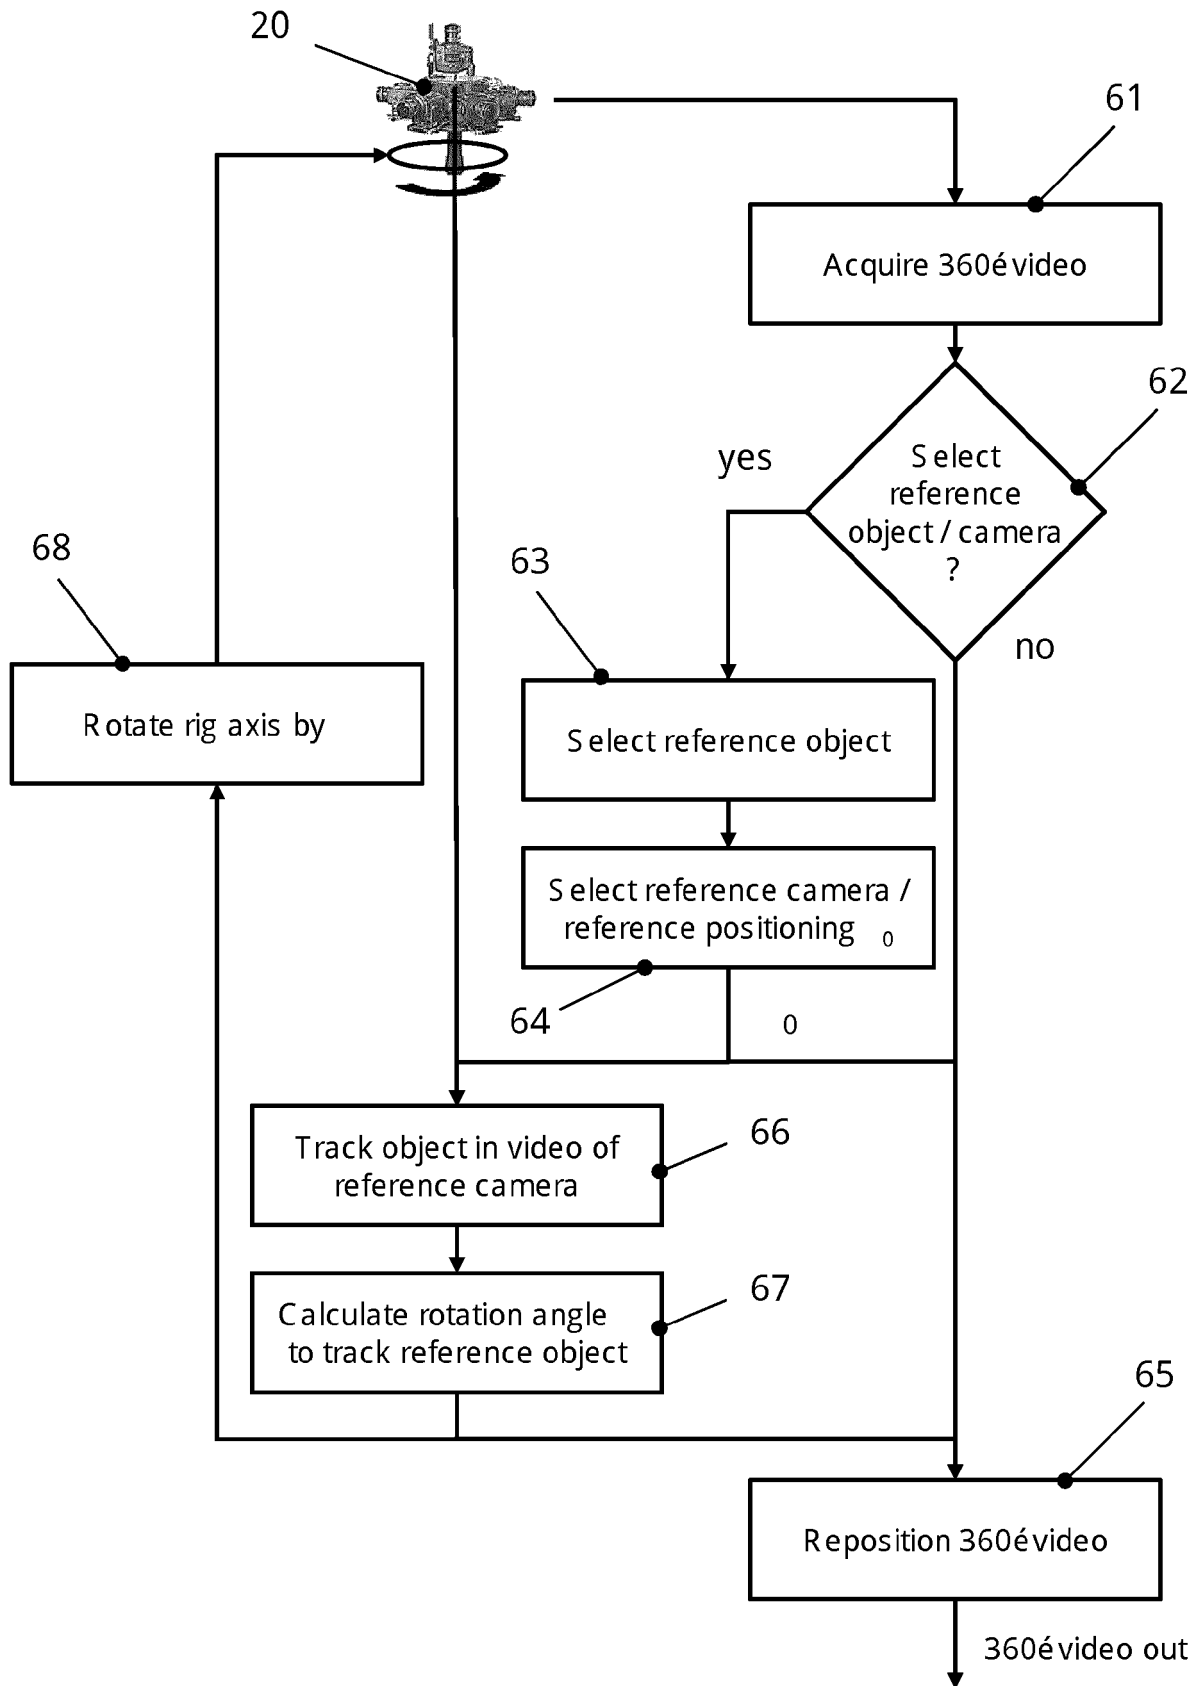 20
61
Acquire 360é video
62
yes
Select
reference
object / camera
?
68
63
no
Rotate rig axis by
Select reference object
Select reference camera /
reference positioning 0
64
0
66
Track object in video of
reference camera
67
Calculate rotation angle
to track reference object
65
Reposition 360é video
360é video out